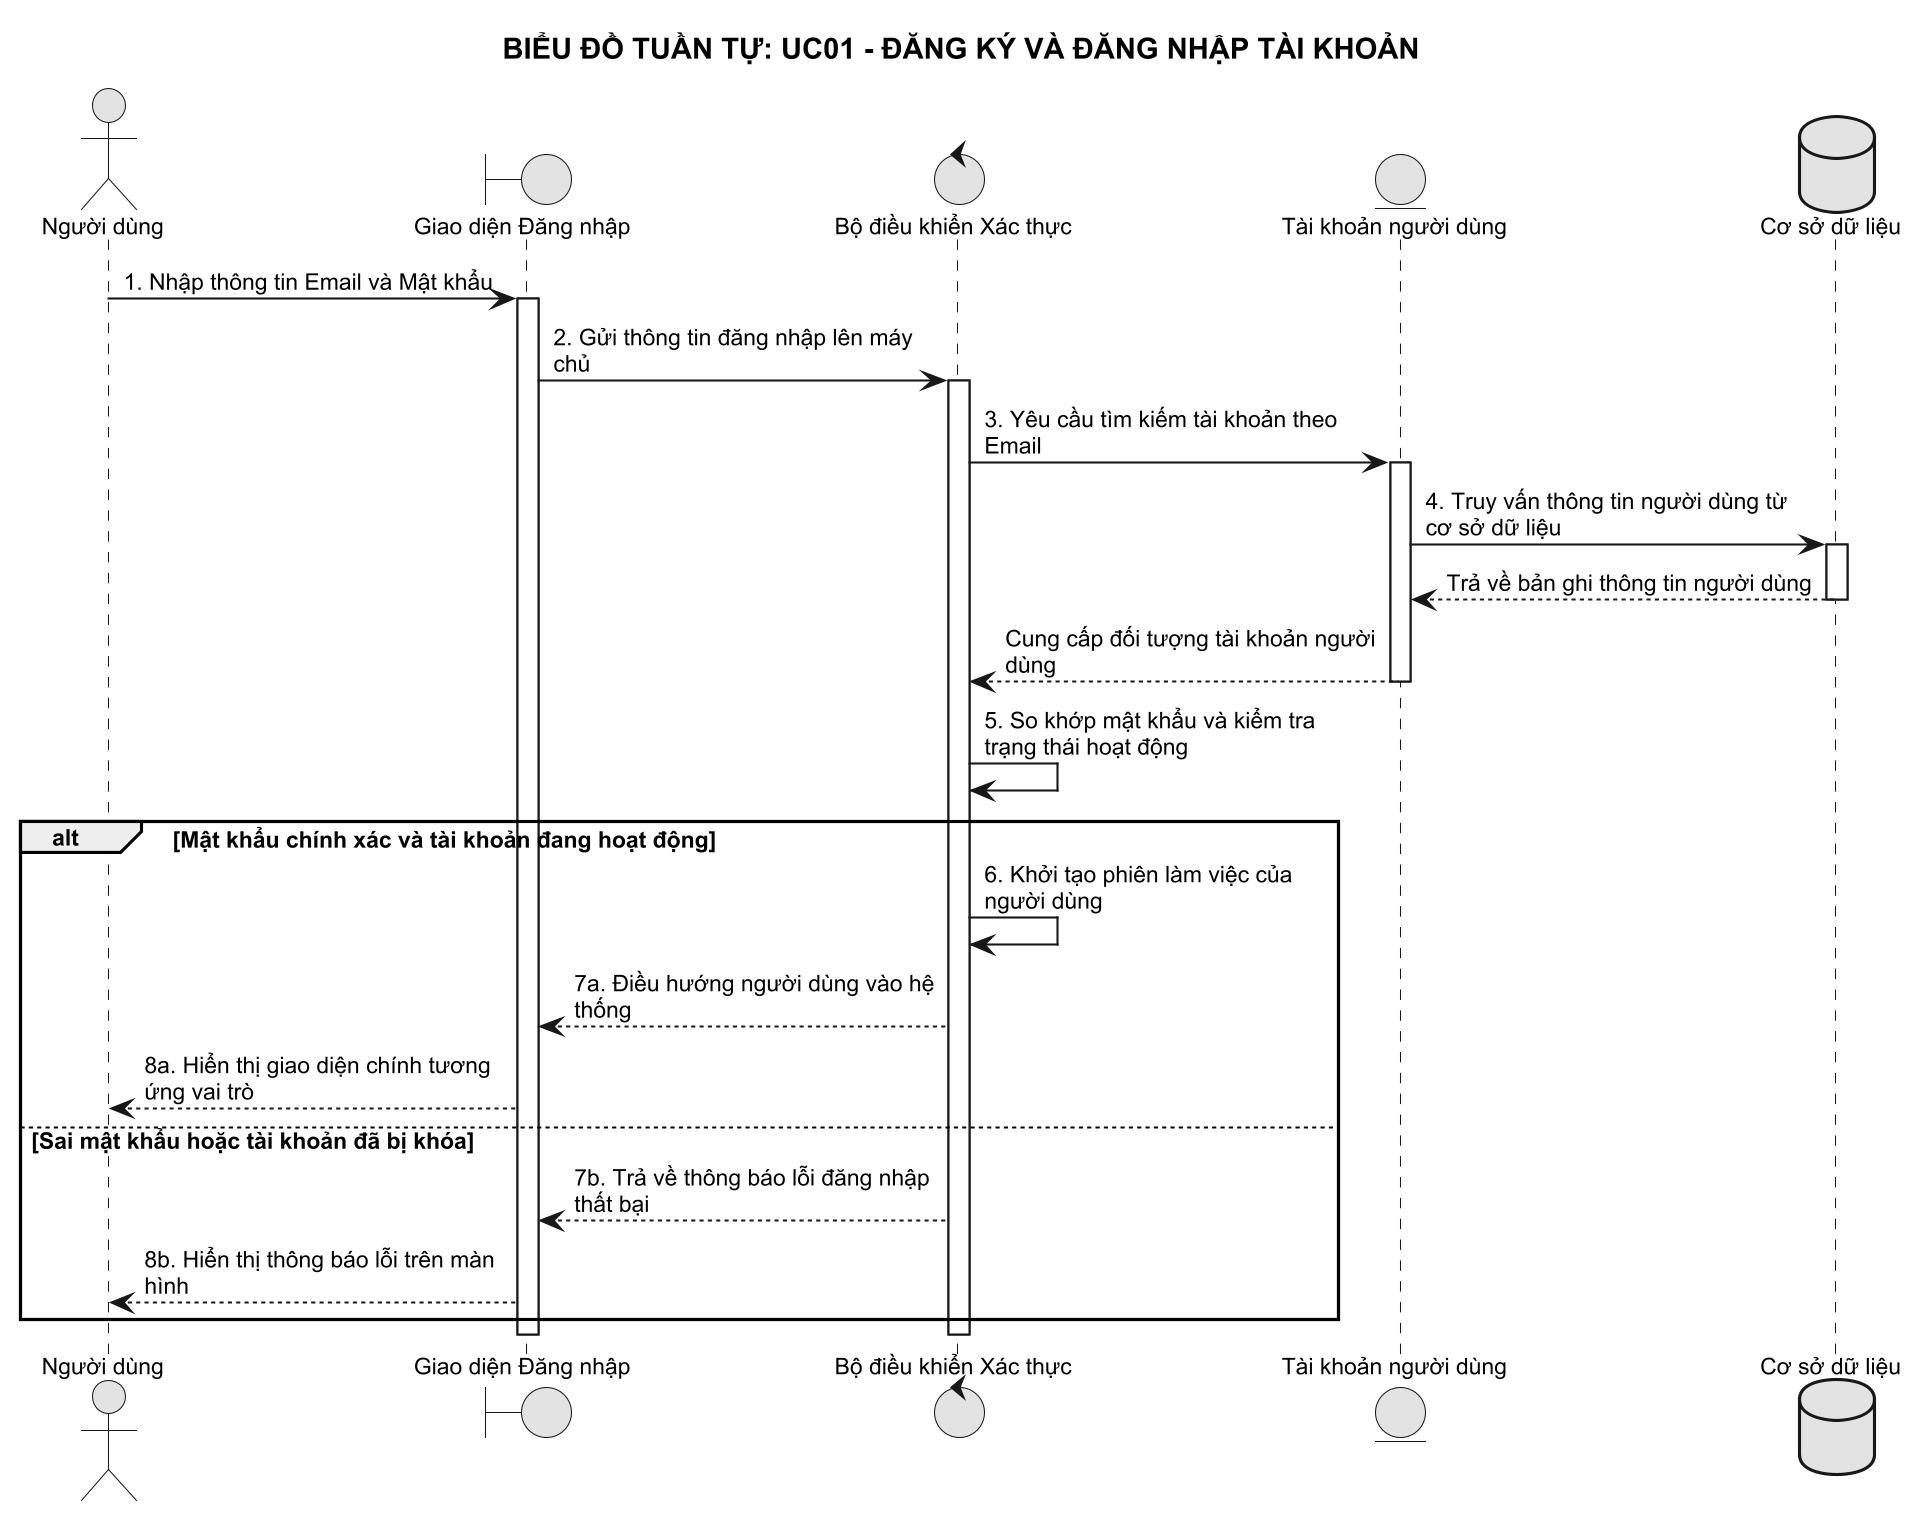 BIỂU ĐỒ TUẦN TỰ: UC01 - ĐĂNG KÝ VÀ ĐĂNG NHẬP TÀI KHOẢN
Người dùng
Giao diện Đăng nhập
Bộ điều khiển Xác thực
Tài khoản người dùng
Cơ sở dữ liệu
1. Nhập thông tin Email và Mật khẩu
2. Gửi thông tin đăng nhập lên máy
chủ
3. Yêu cầu tìm kiếm tài khoản theo
Email
4. Truy vấn thông tin người dùng từ
cơ sở dữ liệu
Trả về bản ghi thông tin người dùng
Cung cấp đối tượng tài khoản người
dùng
5. So khớp mật khẩu và kiểm tra
trạng thái hoạt động
alt
[Mật khẩu chính xác và tài khoản đang hoạt động]
6. Khởi tạo phiên làm việc của
người dùng
7a. Điều hướng người dùng vào hệ
thống
8a. Hiển thị giao diện chính tương
ứng vai trò
[Sai mật khẩu hoặc tài khoản đã bị khóa]
7b. Trả về thông báo lỗi đăng nhập
thất bại
8b. Hiển thị thông báo lỗi trên màn
hình
Người dùng
Giao diện Đăng nhập
Bộ điều khiển Xác thực
Tài khoản người dùng
Cơ sở dữ liệu